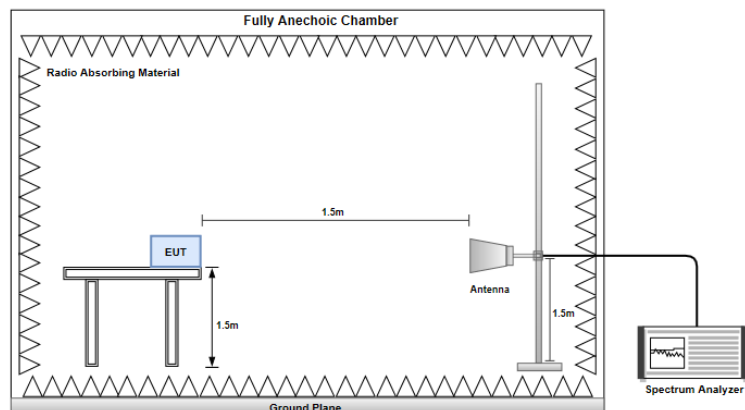 Fully Anechoic Chamber
Radio Absorbing Material
1.5m
EUT
Antenna
1.5m
1.5m
Spectrum Analyzer
Ground Plane